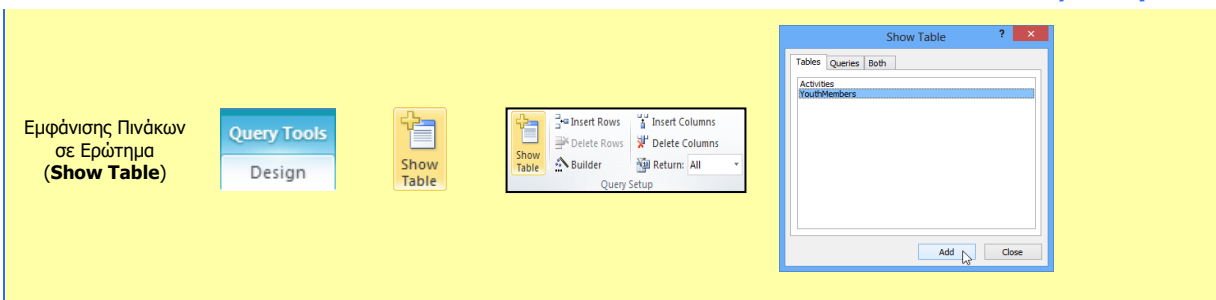 Εμφάνισης Πινάκων
σε Ερώτημα
(Show Table)
Query Tools
Design
Show
Table
Show
Table
Insert Rows
Delete Rows
Builder
Insert Columns
Delete Columns
Return: All
Query Setup
Show Table
? ×
Tables Queries Both
Activities
YouthMembers
Add Close